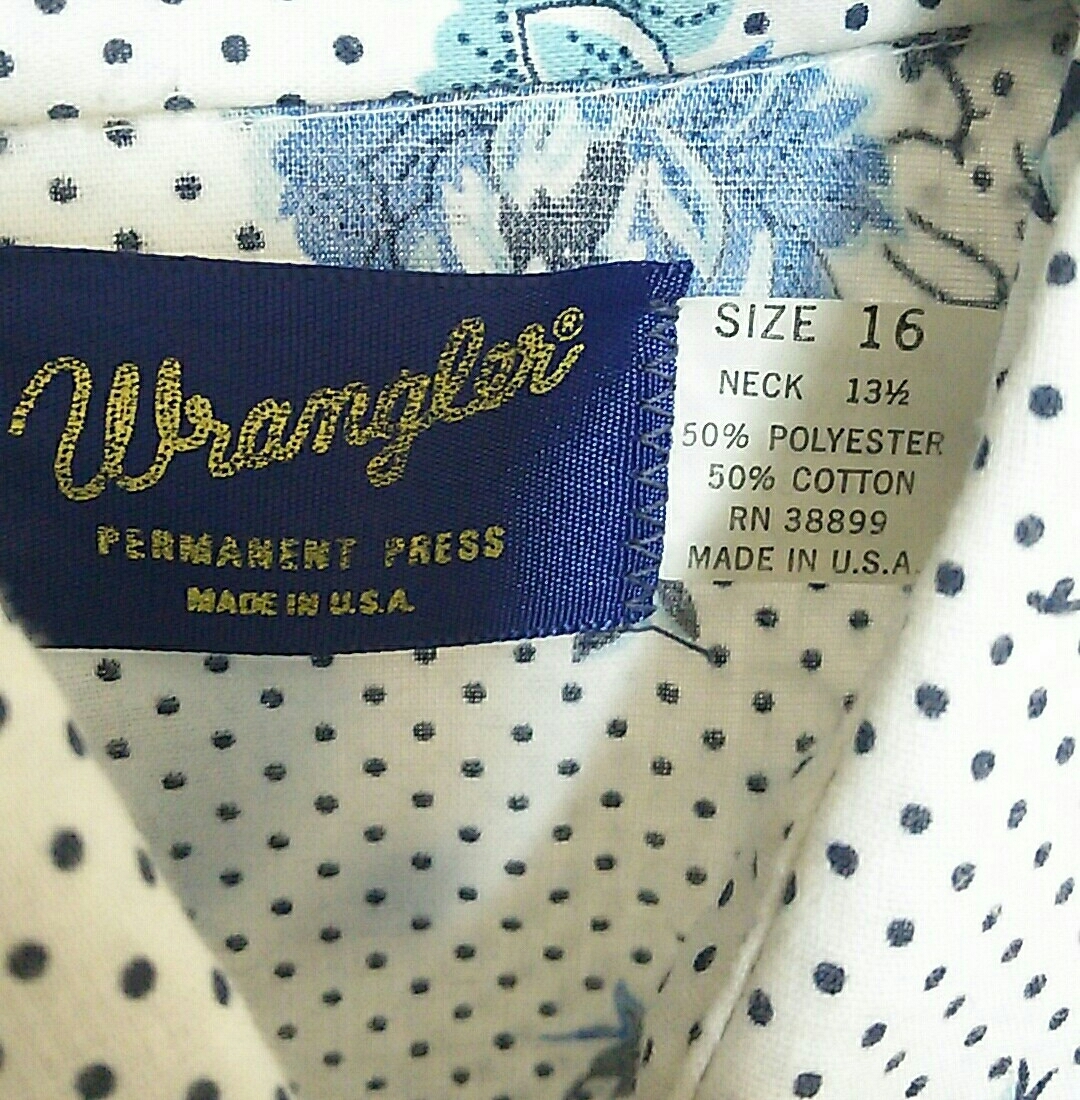 Wrangler®
PERMANENT PRESS
MADE IN U.S.A.
SIZE 16
NECK 13½
50% POLYESTER
50% COTTON
RN 38899
MADE IN U.S.A.